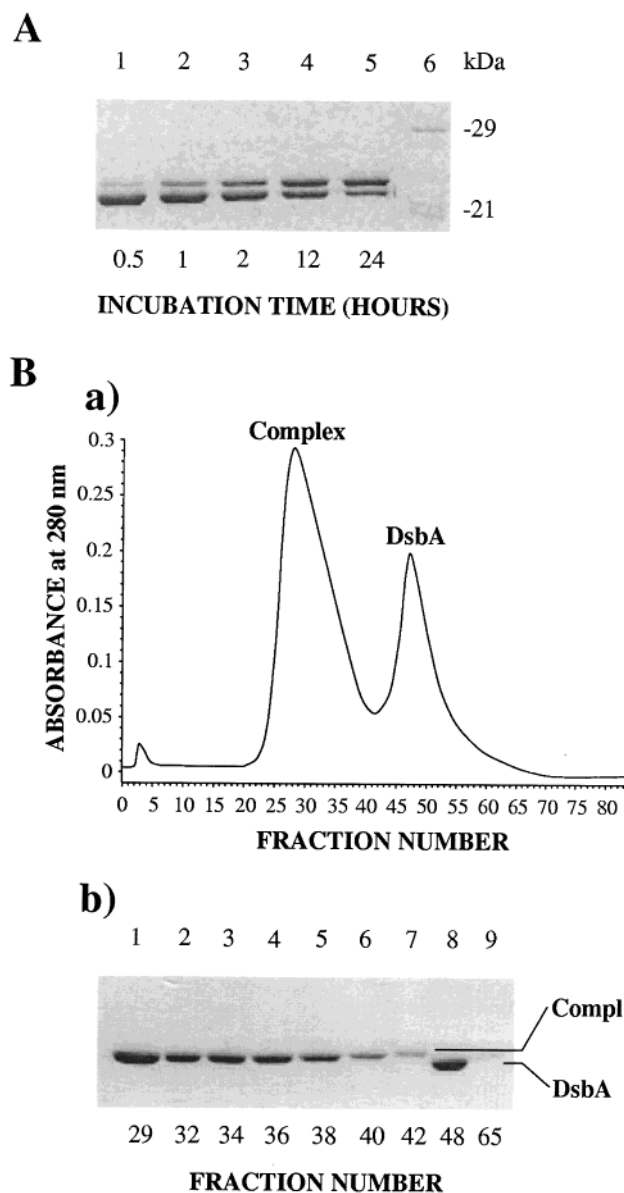 A
1 2 3 4 5 6 kDa
-29
-21
0.5 1 2 12 24
INCUBATION TIME (HOURS)
B
a)
Complex
DsbA
0.3
0.25
0.2
0.15
0.1
0.05
0
ABSORBANCE at 280 nm
0 5 10 15 20 25 30 35 40 45 50 55 60 65 70 75 80
FRACTION NUMBER
b)
1 2 3 4 5 6 7 8 9
Compl
DsbA
29 32 34 36 38 40 42 48 65
FRACTION NUMBER